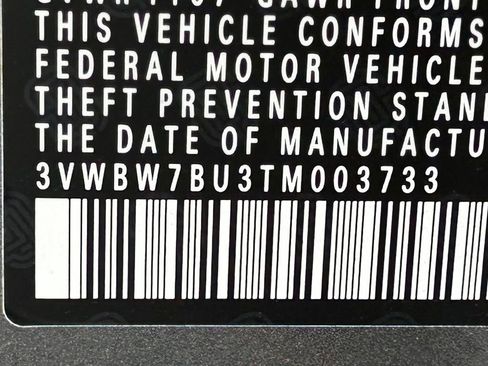 THIS VEHICLE CONFORMS
FEDERAL MOTOR VEHICLE
THEFT PREVENTION STAN
THE DATE OF MANUFACTU
3VWBW7BU3TM003733